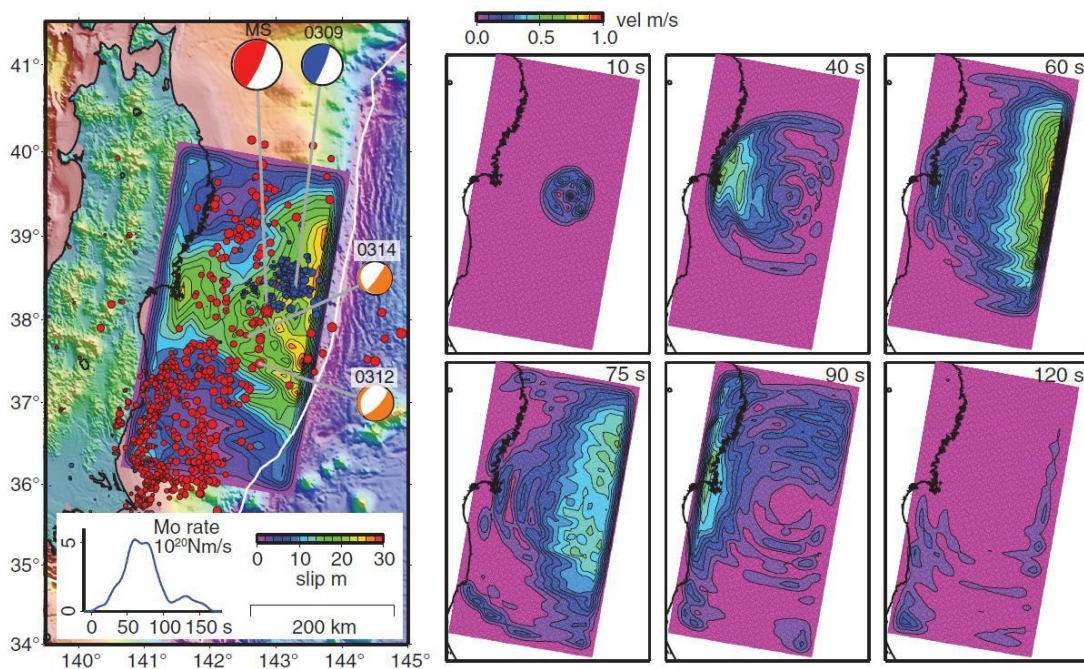 MS
0309
41°
40°
39°
0314
38°
0312
37°
36°
35°
34°
Mo rate
10²⁰Nm/s
5
0
0 50 100 150 s
0 10 20 30
slip m
200 km
140° 141° 142° 143° 144° 145°
vel m/s
0.0 0.5 1.0
10 s
40 s
60 s
75 s
90 s
120 s